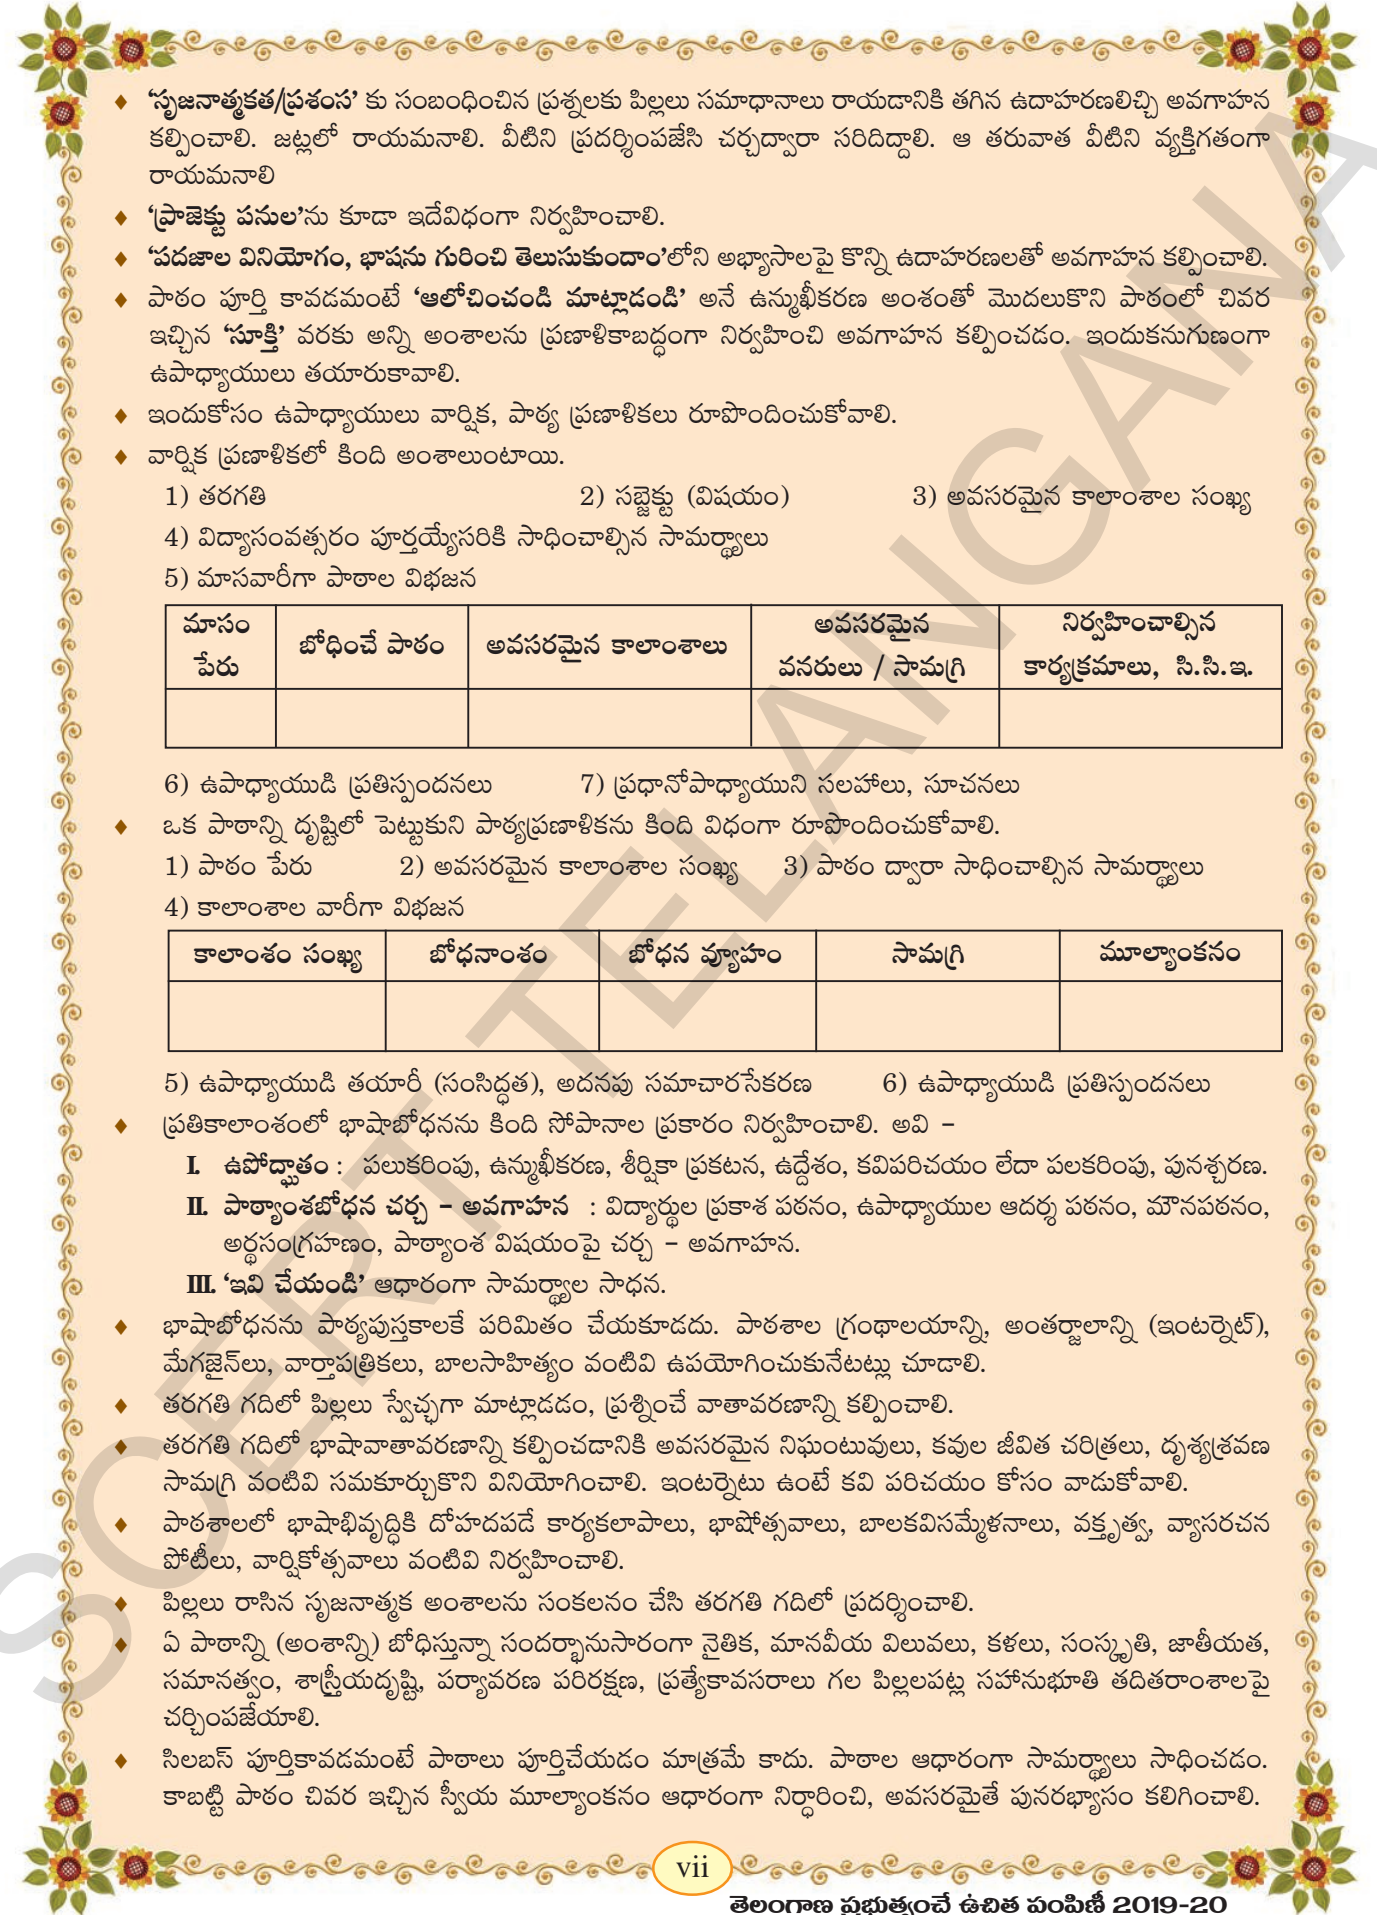 ♦ ‘సృజనాత్మకత/ప్రశంస’ కు సంబంధించిన ప్రశ్నలకు పిల్లలు సమాధానాలు రాయడానికి తగిన ఉదాహరణలిచ్చి అవగాహన
కల్పించాలి. జట్లలో రాయమనాలి. వీటిని ప్రదర్శింపజేసి చర్చద్వారా సరిదిద్దాలి. ఆ తరువాత వీటిని వ్యక్తిగతంగా
రాయమనాలి
♦ ‘ప్రాజెక్టు పనుల’ను కూడా ఇదేవిధంగా నిర్వహించాలి.
♦ ‘పదజాల వినియోగం, భాషను గురించి తెలుసుకుందాం’లోని అభ్యాసాలపై కొన్ని ఉదాహరణలతో అవగాహన కల్పించాలి.
♦ పాఠం పూర్తి కావడమంటే ‘ఆలోచించండి మాట్లాడండి’ అనే ఉన్ముఖీకరణ అంశంతో మొదలుకొని పాఠంలో చివర
ఇచ్చిన ‘సూక్తి’ వరకు అన్ని అంశాలను ప్రణాళికాబద్ధంగా నిర్వహించి అవగాహన కల్పించడం. ఇందుకనుగుణంగా
ఉపాధ్యాయులు తయారుకావాలి.
♦ ఇందుకోసం ఉపాధ్యాయులు వార్షిక, పాఠ్య ప్రణాళికలు రూపొందించుకోవాలి.
♦ వార్షిక ప్రణాళికలో కింది అంశాలుంటాయి.
1) తరగతి 2) సబ్జెక్టు (విషయం) 3) అవసరమైన కాలాంశాల సంఖ్య
4) విద్యాసంవత్సరం పూర్తయ్యేసరికి సాధించాల్సిన సామర్థ్యాలు
5) మాసవారీగా పాఠాల విభజన
మాసం పేరు
బోధించే పాఠం
అవసరమైన కాలాంశాలు
అవసరమైన వనరులు / సామగ్రి
నిర్వహించాల్సిన కార్యక్రమాలు, సి.సి.ఇ.
6) ఉపాధ్యాయుడి ప్రతిస్పందనలు 7) ప్రధానోపాధ్యాయుని సలహాలు, సూచనలు
♦ ఒక పాఠాన్ని దృష్టిలో పెట్టుకుని పాఠ్యప్రణాళికను కింది విధంగా రూపొందించుకోవాలి.
1) పాఠం పేరు 2) అవసరమైన కాలాంశాల సంఖ్య 3) పాఠం ద్వారా సాధించాల్సిన సామర్థ్యాలు
4) కాలాంశాల వారీగా విభజన
కాలాంశం సంఖ్య బోధనాంశం బోధన వ్యూహం సామగ్రి మూల్యాంకనం
5) ఉపాధ్యాయుడి తయారీ (సంసిద్ధత), అదనపు సమాచారసేకరణ 6) ఉపాధ్యాయుడి ప్రతిస్పందనలు
♦ ప్రతికాలాంశంలో భాషాబోధనను కింది సోపానాల ప్రకారం నిర్వహించాలి. అవి –
I. ఉపోద్ఘాతం : పలుకరింపు, ఉన్ముఖీకరణ, శీర్షికా ప్రకటన, ఉద్దేశం, కవిపరిచయం లేదా పలకరింపు, పునశ్చరణ.
II. పాఠ్యాంశబోధన చర్చ – అవగాహన : విద్యార్థుల ప్రకాశ పఠనం, ఉపాధ్యాయుల ఆదర్శ పఠనం, మౌనపఠనం,
అర్థసంగ్రహణం, పాఠ్యాంశ విషయంపై చర్చ – అవగాహన.
III. ‘ఇవి చేయండి’ ఆధారంగా సామర్థ్యాల సాధన.
♦ భాషాబోధనను పాఠ్యపుస్తకాలకే పరిమితం చేయకూడదు. పాఠశాల గ్రంథాలయాన్ని, అంతర్జాలాన్ని (ఇంటర్నెట్),
మేగజైన్‌లు, వార్తాపత్రికలు, బాలసాహిత్యం వంటివి ఉపయోగించుకునేటట్లు చూడాలి.
♦ తరగతి గదిలో పిల్లలు స్వేచ్ఛగా మాట్లాడడం, ప్రశ్నించే వాతావరణాన్ని కల్పించాలి.
♦ తరగతి గదిలో భాషావాతావరణాన్ని కల్పించడానికి అవసరమైన నిఘంటువులు, కవుల జీవిత చరిత్రలు, దృశ్యశ్రవణ
సామగ్రి వంటివి సమకూర్చుకొని వినియోగించాలి. ఇంటర్నెటు ఉంటే కవి పరిచయం కోసం వాడుకోవాలి.
♦ పాఠశాలలో భాషాభివృద్ధికి దోహదపడే కార్యకలాపాలు, భాషోత్సవాలు, బాలకవిసమ్మేళనాలు, వక్తృత్వ, వ్యాసరచన
పోటీలు, వార్షికోత్సవాలు వంటివి నిర్వహించాలి.
♦ పిల్లలు రాసిన సృజనాత్మక అంశాలను సంకలనం చేసి తరగతి గదిలో ప్రదర్శించాలి.
♦ ఏ పాఠాన్ని (అంశాన్ని) బోధిస్తున్నా సందర్భానుసారంగా నైతిక, మానవీయ విలువలు, కళలు, సంస్కృతి, జాతీయత,
సమానత్వం, శాస్త్రీయదృష్టి, పర్యావరణ పరిరక్షణ, ప్రత్యేకావసరాలు గల పిల్లలపట్ల సహానుభూతి తదితరాంశాలపై
చర్చింపజేయాలి.
♦ సిలబస్ పూర్తికావడమంటే పాఠాలు పూర్తిచేయడం మాత్రమే కాదు. పాఠాల ఆధారంగా సామర్థ్యాలు సాధించడం.
కాబట్టి పాఠం చివర ఇచ్చిన స్వీయ మూల్యాంకనం ఆధారంగా నిర్ధారించి, అవసరమైతే పునరభ్యాసం కలిగించాలి.
vii
తెలంగాణ ప్రభుత్వంచే ఉచిత పంపిణీ 2019-20
SCERT TELANGANA